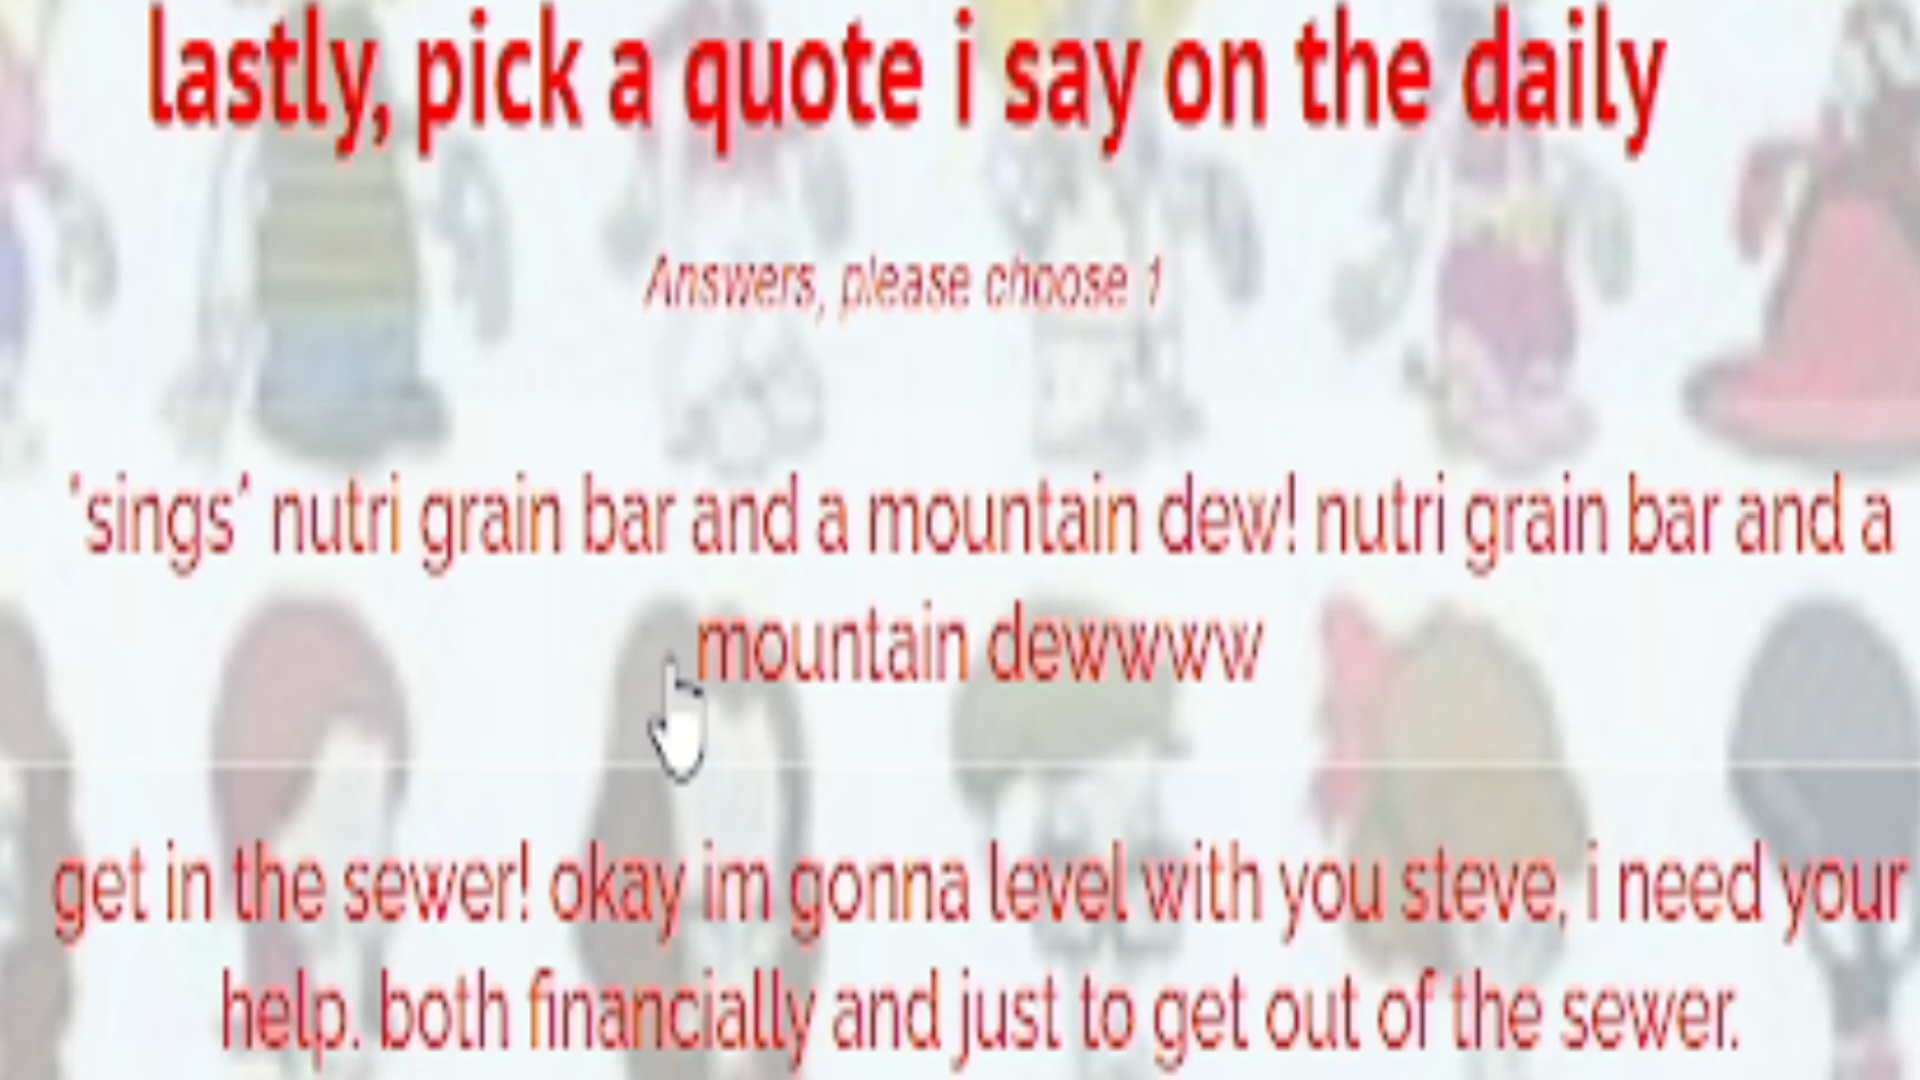 lastly, pick a quote i say on the daily
Answers, please choose 1
*sings* nutri grain bar and a mountain dew! nutri grain bar and a
mountain dewwww
get in the sewer! okay im gonna level with you steve, i need your
help. both financially and just to get out of the sewer.